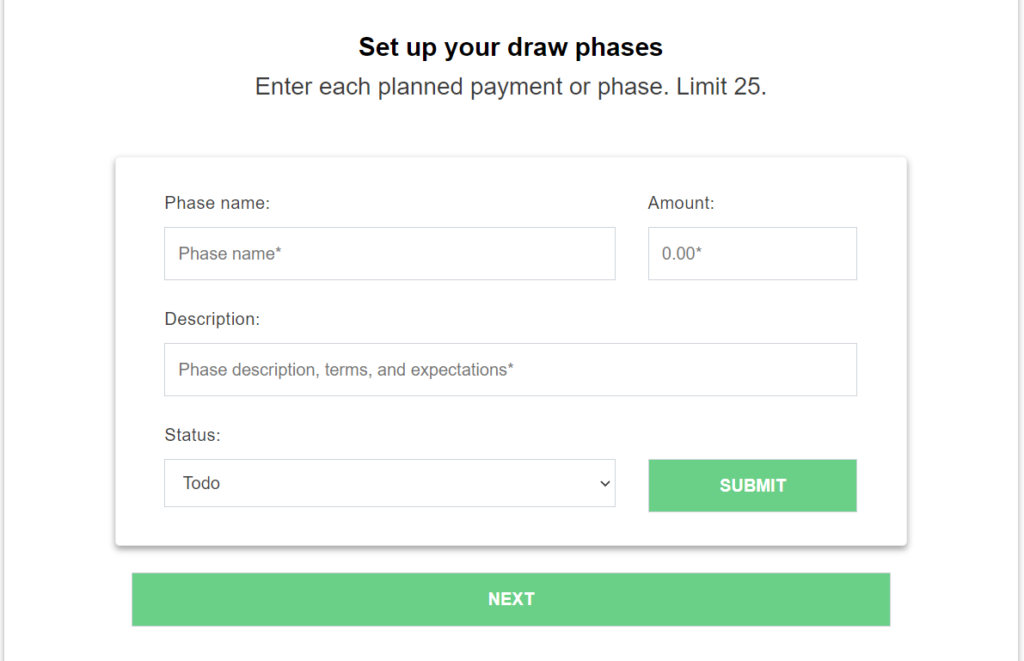 Set up your draw phases
Enter each planned payment or phase. Limit 25.
Phase name:
Amount:
Phase name*
0.00*
Description:
Phase description, terms, and expectations*
Status:
Todo
SUBMIT
NEXT